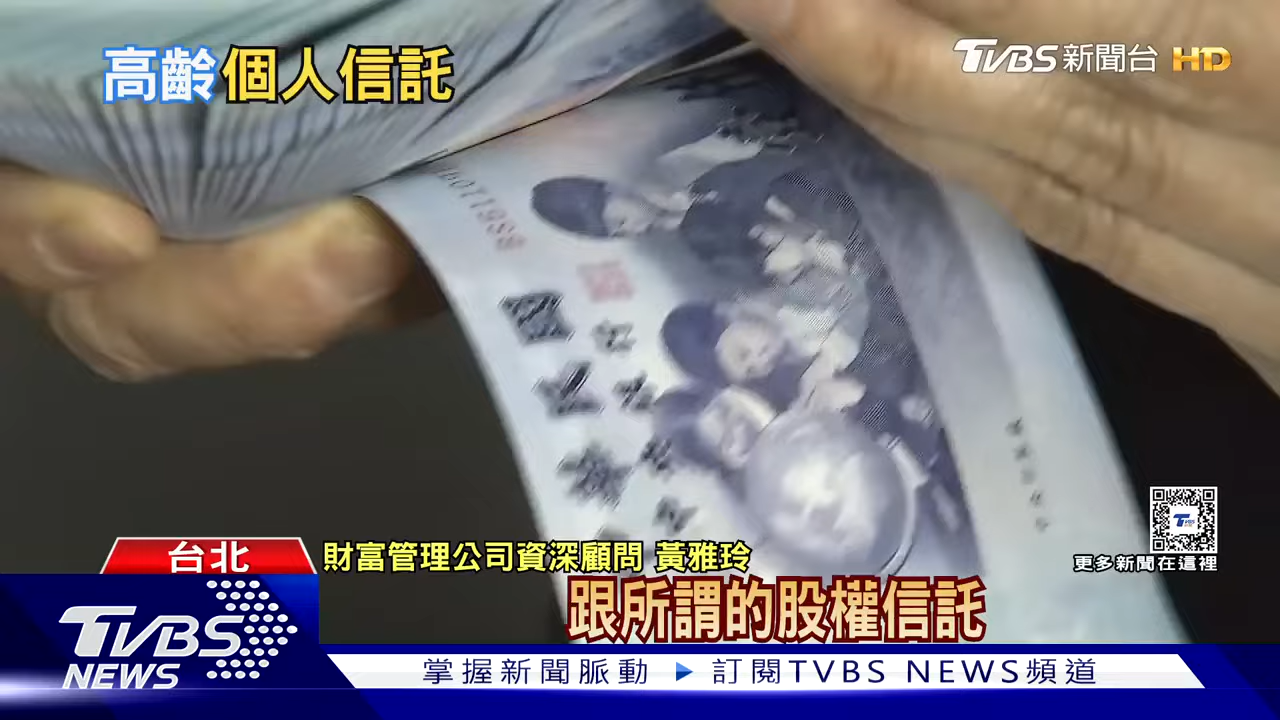 高齡個人信託
TVBS新聞台 HD
TVBS
更多新聞在這裡
台北
財富管理公司資深顧問 黃雅玲
跟所謂的股權信託
TVBS
NEWS
掌握新聞脈動 ▶ 訂閱TVBS NEWS頻道